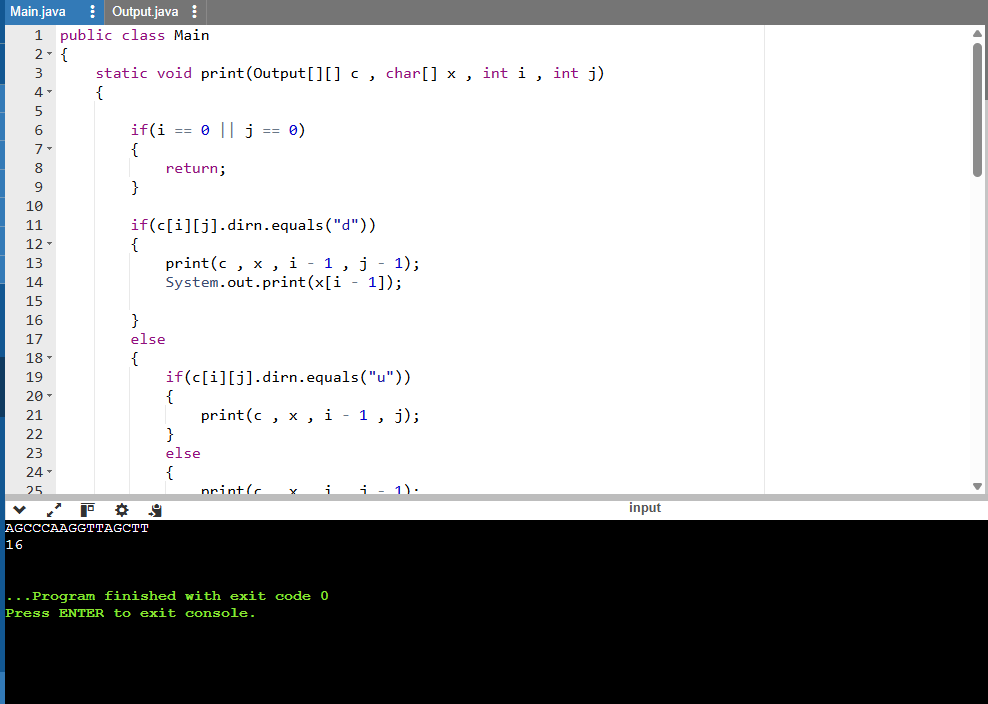 Main.java Output.java
1 public class Main
2 {
3 static void print(Output[][] c , char[] x , int i , int j)
4 {
5
6 if(i == 0 || j == 0)
7 {
8 return;
9 }
10
11 if(c[i][j].dirn.equals("d"))
12 {
13 print(c , x , i - 1 , j - 1);
14 System.out.print(x[i - 1]);
15
16 }
17 else
18 {
19 if(c[i][j].dirn.equals("u"))
20 {
21 print(c , x , i - 1 , j);
22 }
23 else
24 {
25 print(c , x , i , j - 1);
input
AGCCCAAGGTTAGCTT
16
...Program finished with exit code 0
Press ENTER to exit console.